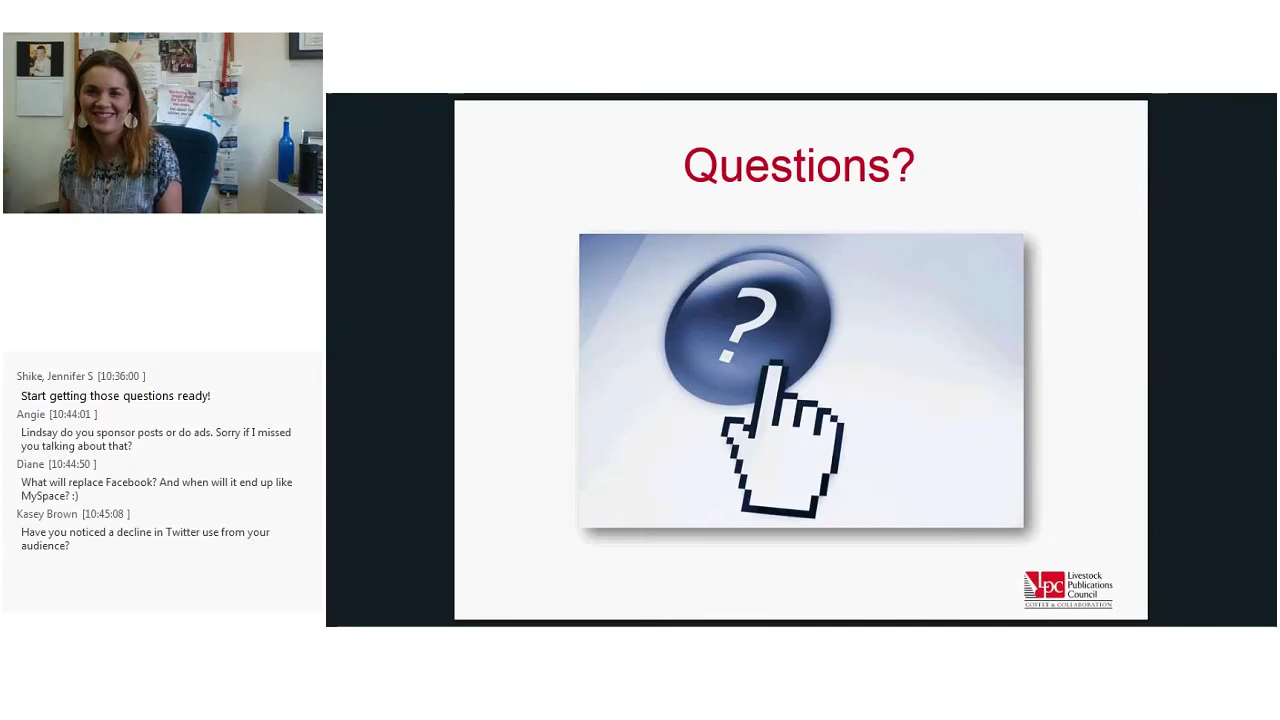 Questions?
?
Shike, Jennifer S [10:36:00 ]
Start getting those questions ready!
Angie [10:44:01 ]
Lindsay do you sponsor posts or do ads. Sorry if I missed
you talking about that?
Diane [10:44:50 ]
What will replace Facebook? And when will it end up like
MySpace? :)
Kasey Brown [10:45:08 ]
Have you noticed a decline in Twitter use from your
audience?
LPC
Livestock
Publications
Council
COFFEE & COLLABORATION